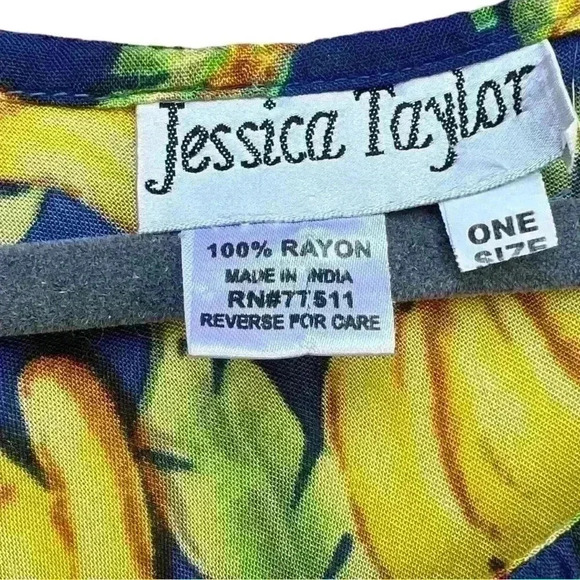 Jessica Taylor
ONE
SIZE
100% RAYON
MADE IN INDIA
RN#77511
REVERSE FOR CARE